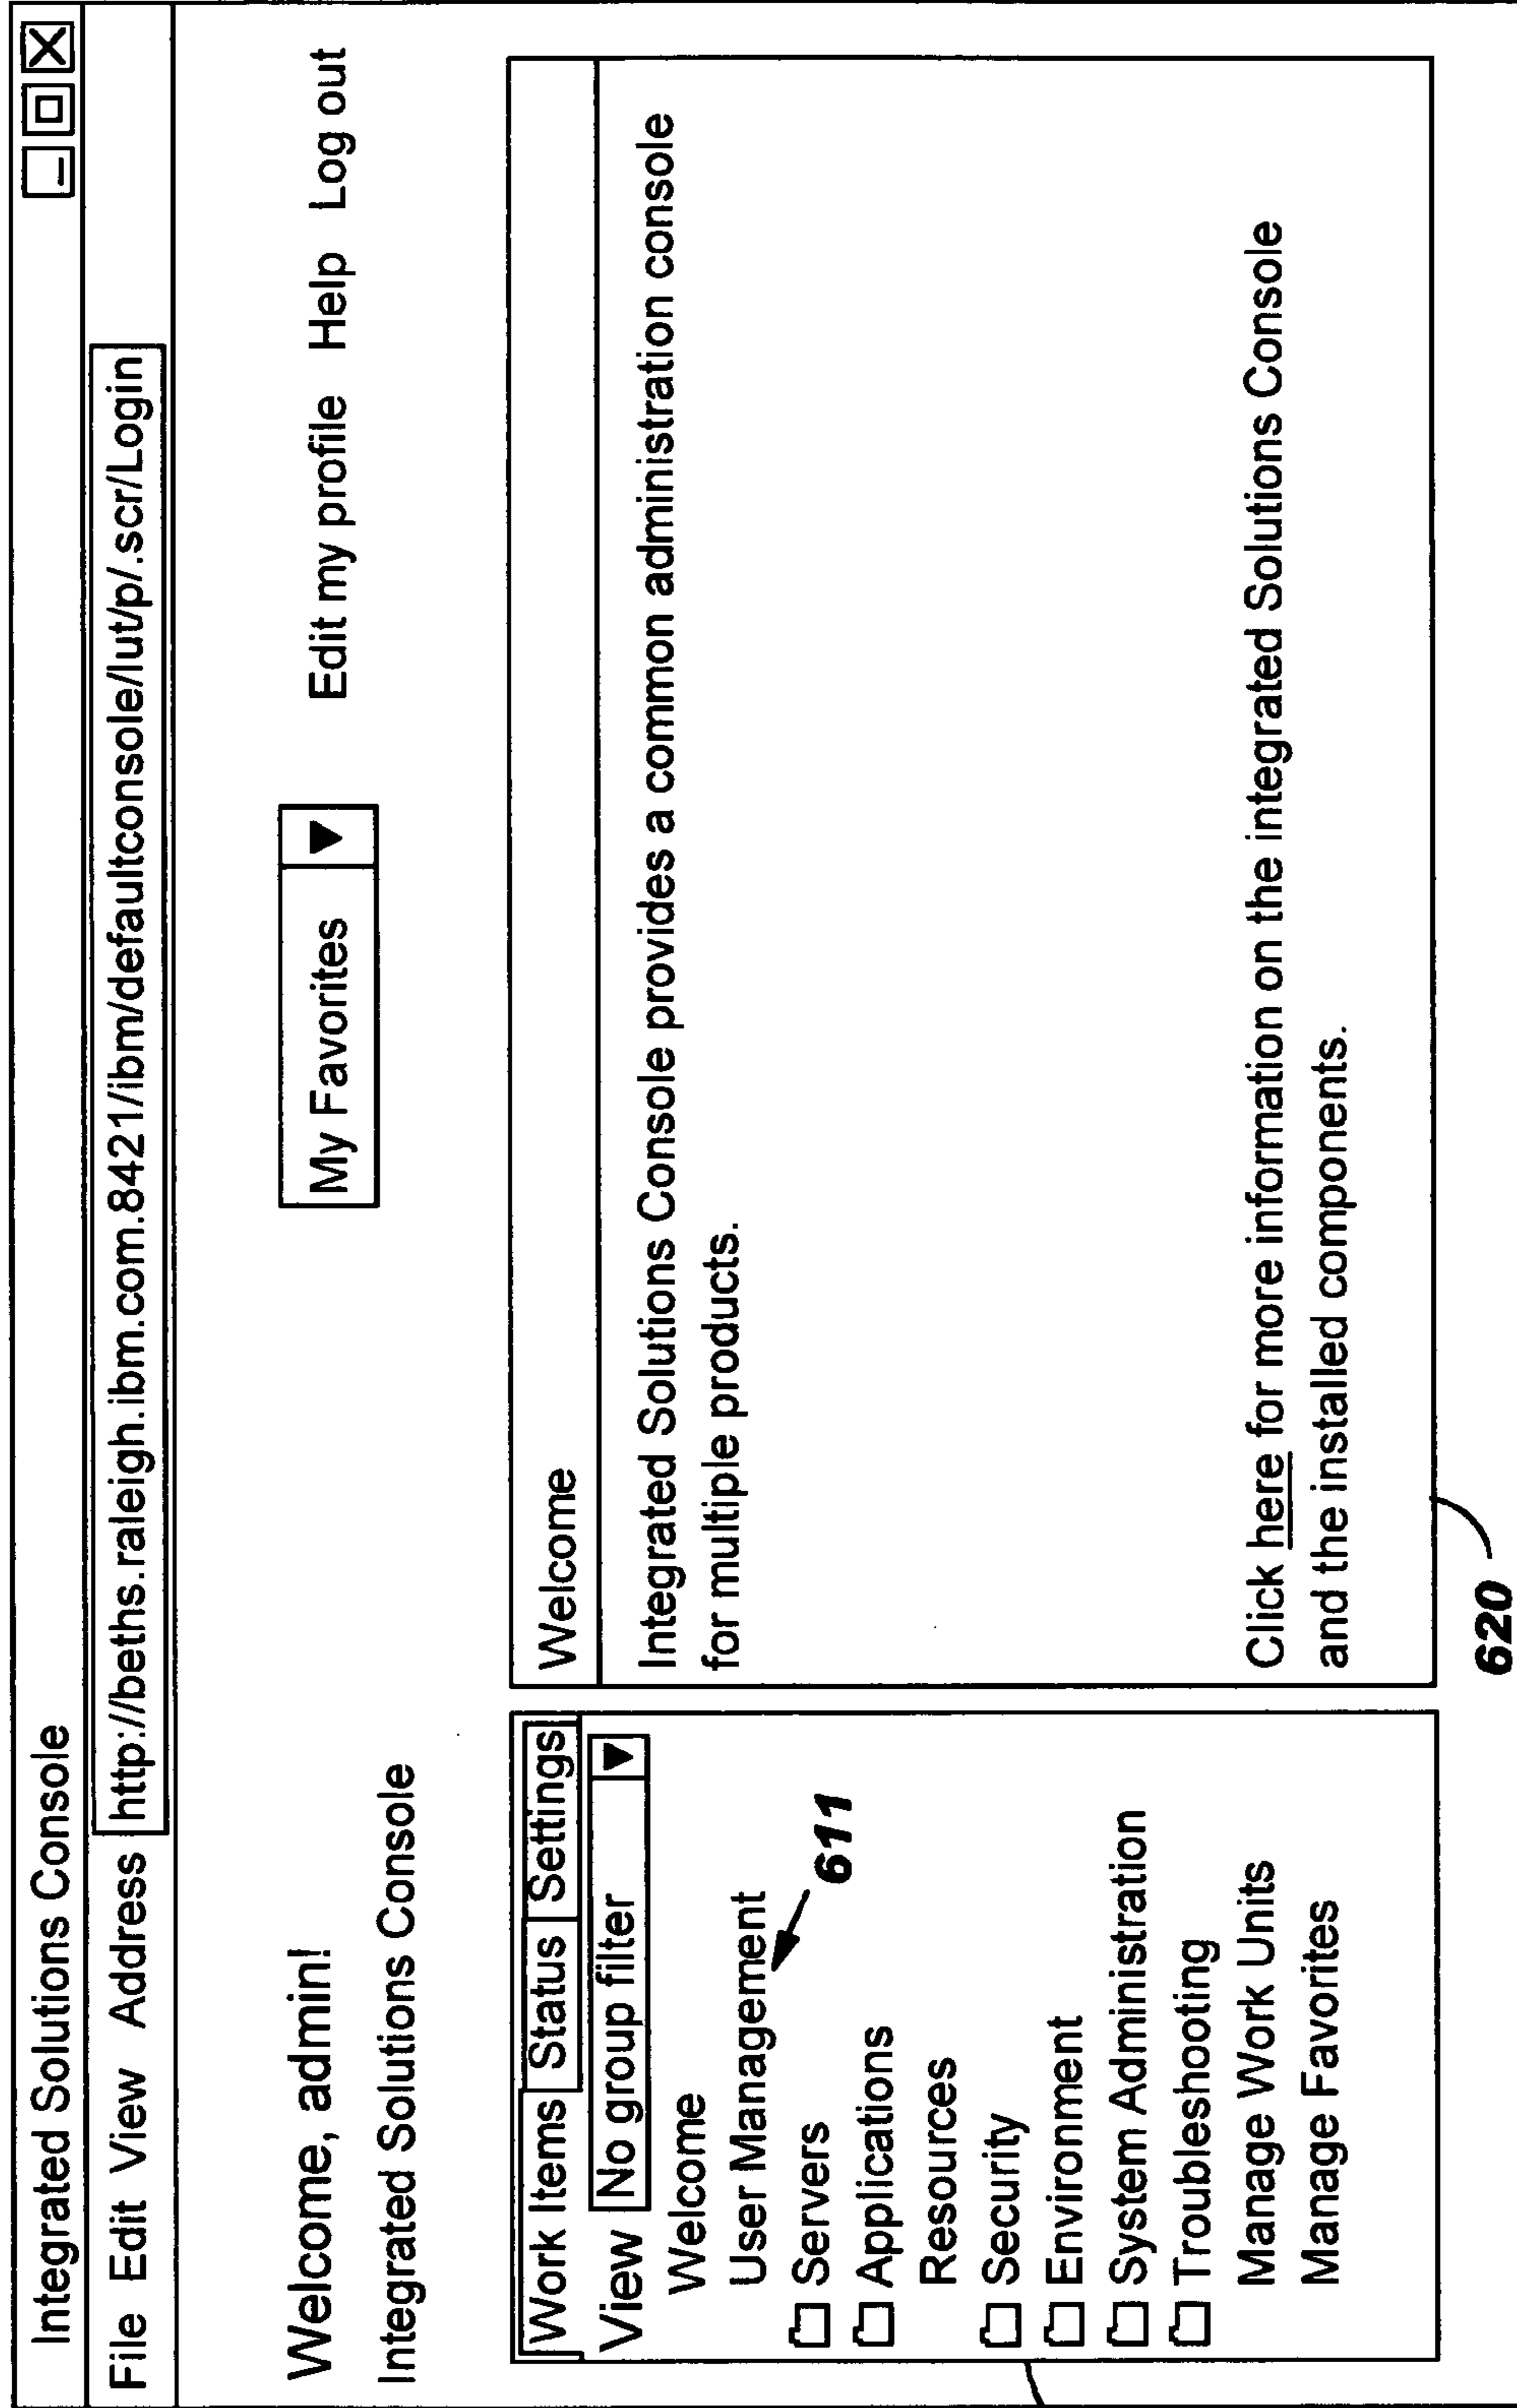 Integrated Solutions Console
File Edit View Address http://beths.raleigh.ibm.com.8421/ibm/defaultconsole/lut/p/.scr/Login
Welcome, admin!
My Favorites
Edit my profile Help Log out
Integrated Solutions Console
Work Items Status Settings
View No group filter
Welcome
User Management
611
Servers
Applications
Resources
Security
Environment
System Administration
Troubleshooting
Manage Work Units
Manage Favorites
Welcome
Integrated Solutions Console provides a common administration console
for multiple products.
Click here for more information on the integrated Solutions Console
and the installed components.
620